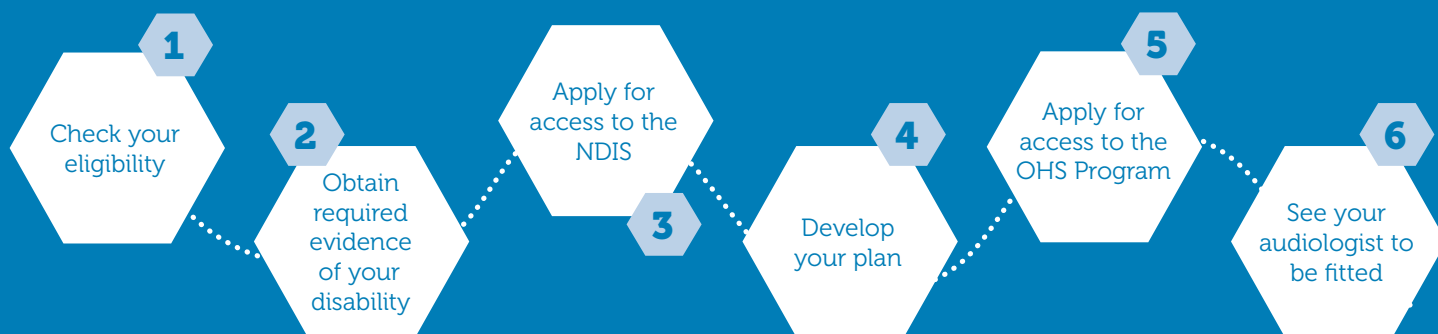 1
Check your
eligibility
2
Obtain
required
evidence
of your
disability
Apply for
access to the
NDIS
3
4
Develop
your plan
5
Apply for
access to the
OHS Program
6
See your
audiologist to
be fitted